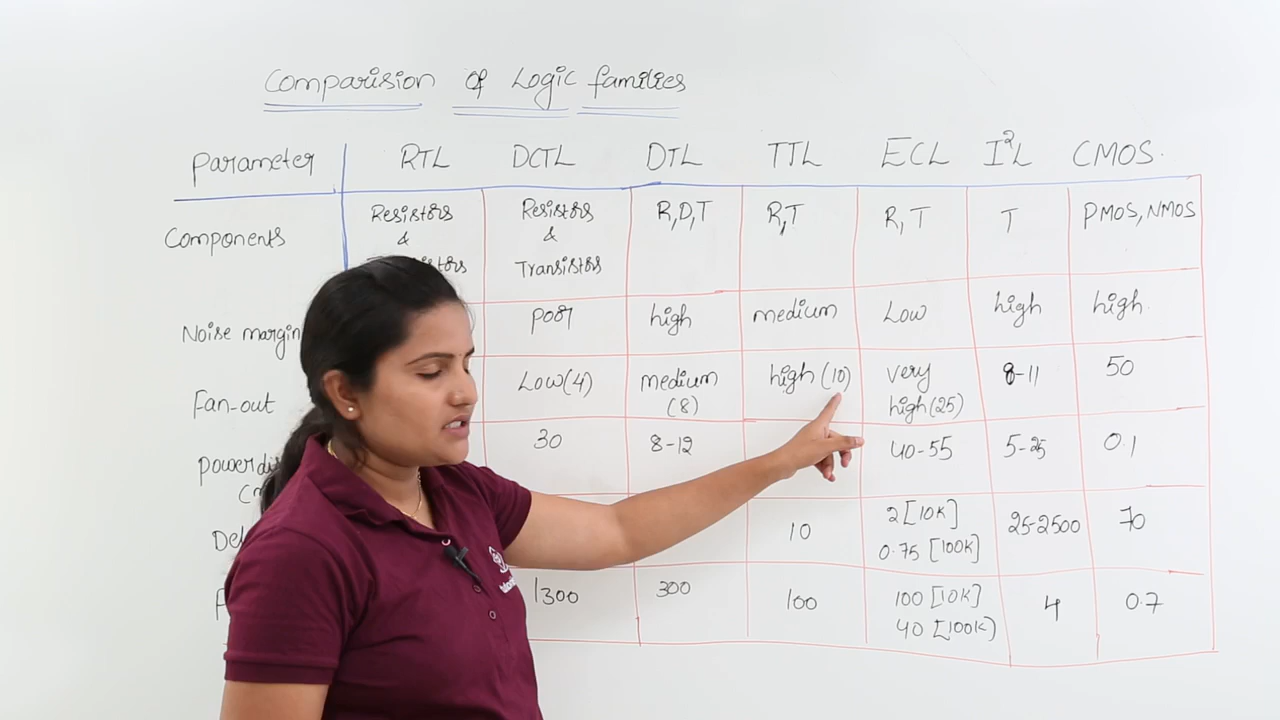 Comparision of Logic families
Parameter RTL DCTL DTL TTL ECL I²L CMOS.
Components Resistors & Resistors & Transistors R,D,T R,T R, T T PMOS, NMOS
Noise margin poor high medium Low high high.
Fan-out Low(4) medium (8) high (10) very high(25) 8-11 50
power 30 8-12 40-55 5-25 0.1
10 2 [10K] 0.75 [100K] 25-2500 70
1300 300 100 100 [10K] 40 [100K] 4 0.7